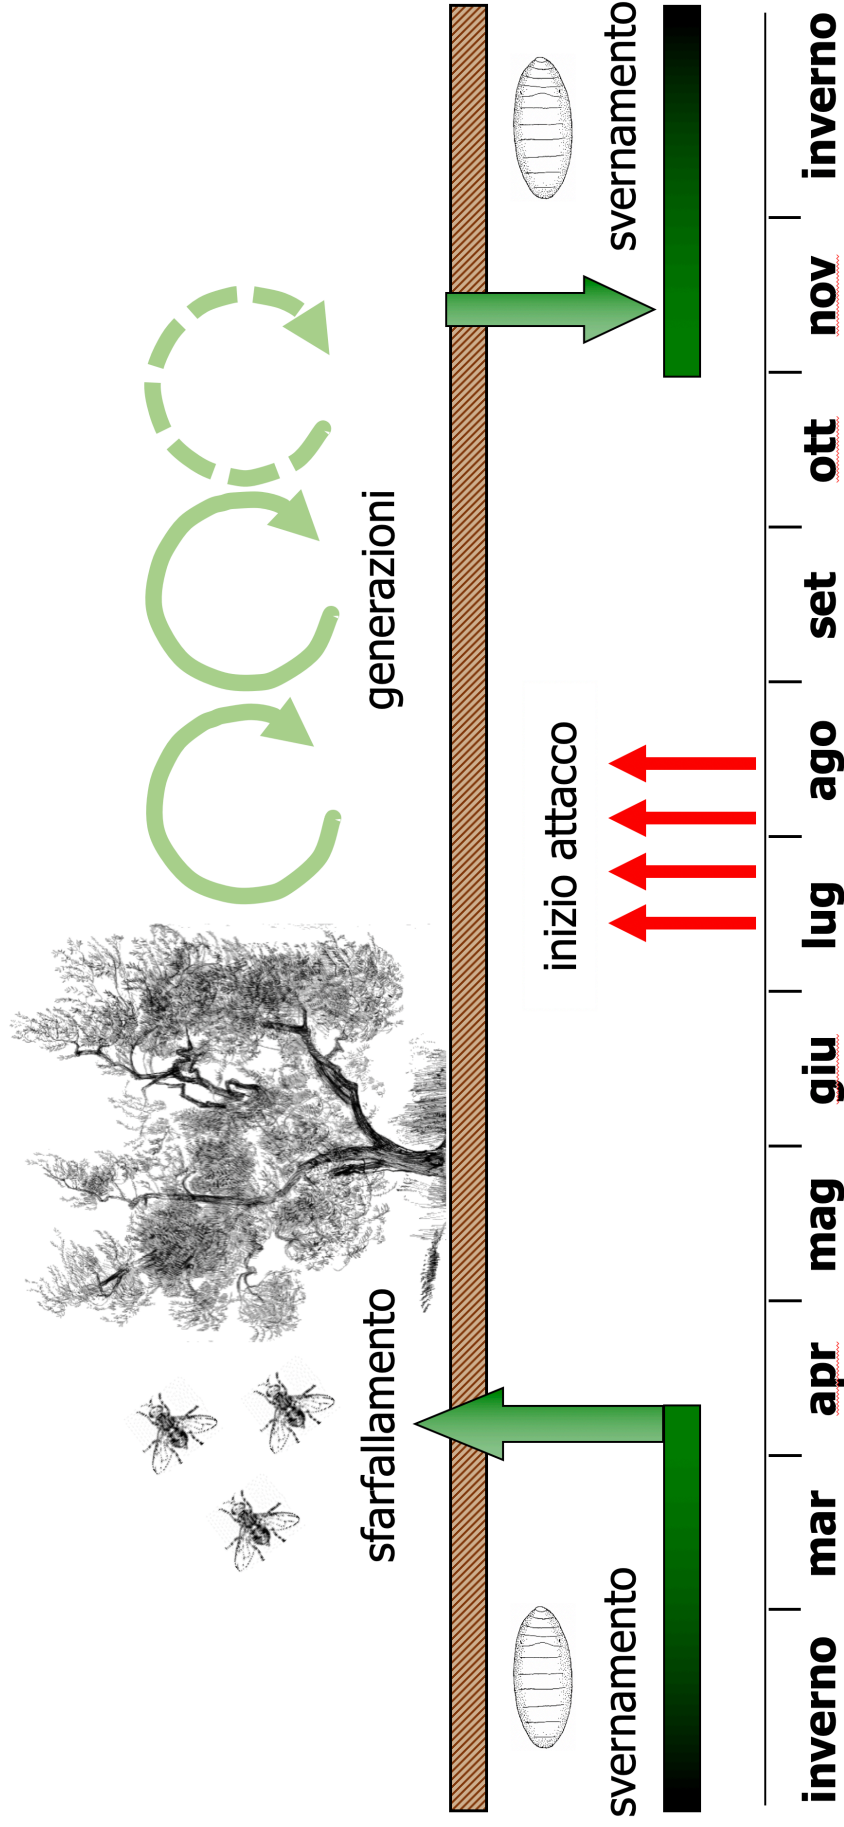 sfarfallamento
generazioni
svernamento
inizio attacco
svernamento
inverno
mar
apr
mag
giu
lug
ago
set
ott
nov
inverno